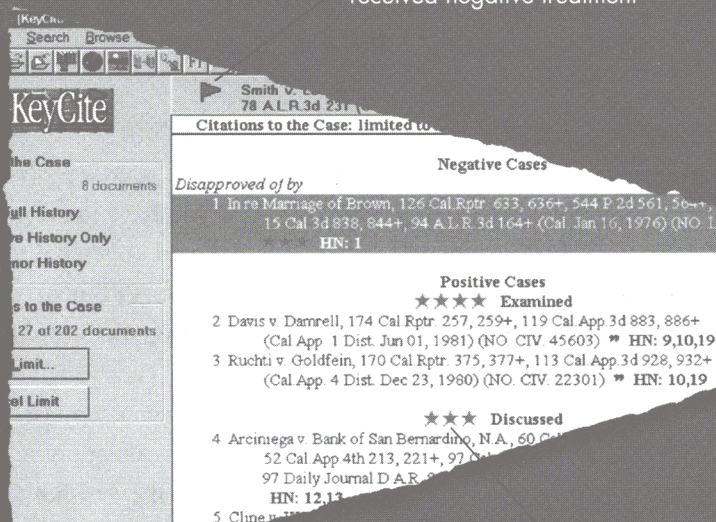 received negative treatment
[KeyCite
Search Browse
KeyCite
Smith v.
78 A.L.R.3d 231
Citations to the Case: limited to
the Case
8 documents
Full History
History Only
History
s to the Case
27 of 202 documents
Limit...
Limit
Negative Cases
Disapproved of by
1 In re Marriage of Brown, 126 Cal.Rptr. 633, 636+, 544 P.2d 561, 564+,
15 Cal.3d 838, 844+, 94 A.L.R.3d 164+ (Cal. Jan 16, 1976) (NO.
★★★ HN: 1
Positive Cases
★★★★ Examined
2 Davis v. Damrell, 174 Cal.Rptr. 257, 259+, 119 Cal.App.3d 883, 886+
(Cal.App. 1 Dist. Jun 01, 1981) (NO. CIV. 45603) ❞ HN: 9,10,19
3 Ruchti v. Goldfein, 170 Cal.Rptr. 375, 377+, 113 Cal.App.3d 928, 932+
(Cal.App. 4 Dist. Dec 23, 1980) (NO. CIV. 22301) ❞ HN: 10,19
★★★ Discussed
4 Arciniega v. Bank of San Bernardino, N.A., 60
52 Cal.App.4th 213, 221+, 97
97 Daily Journal D.A.R.
HN: 12,13
5 Cline v.